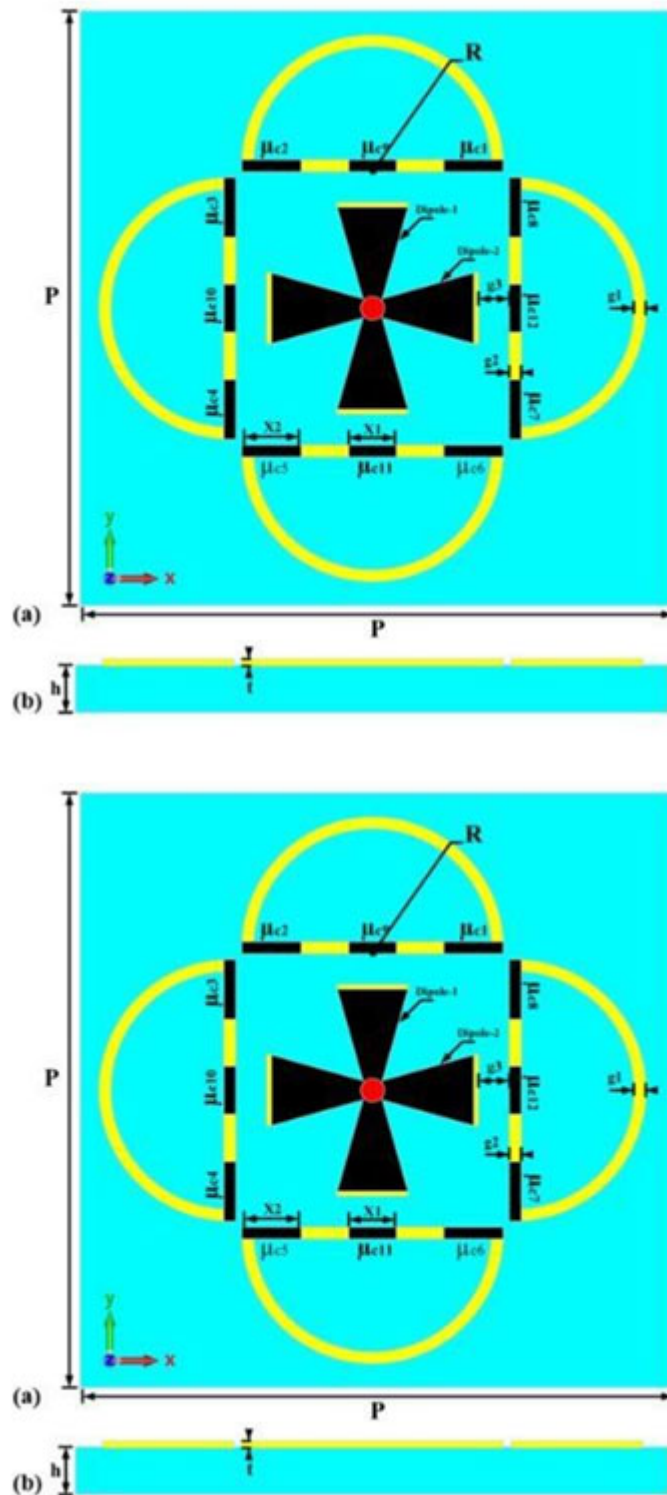 R
μc2 μc9 μc1
μc3 Dipole-1 μc8
Dipole-2
P μc10 g3 μc12 g1
g2
μc4 μc7
X2 X1
μc5 μc11 μc6
y
z x
(a)
P
h t
(b)
R
μc2 μc9 μc1
μc3 Dipole-1 μc8
Dipole-2
P μc10 g3 μc12 g1
g2
μc4 μc7
X2 X1
μc5 μc11 μc6
y
z x
(a)
P
h t
(b)